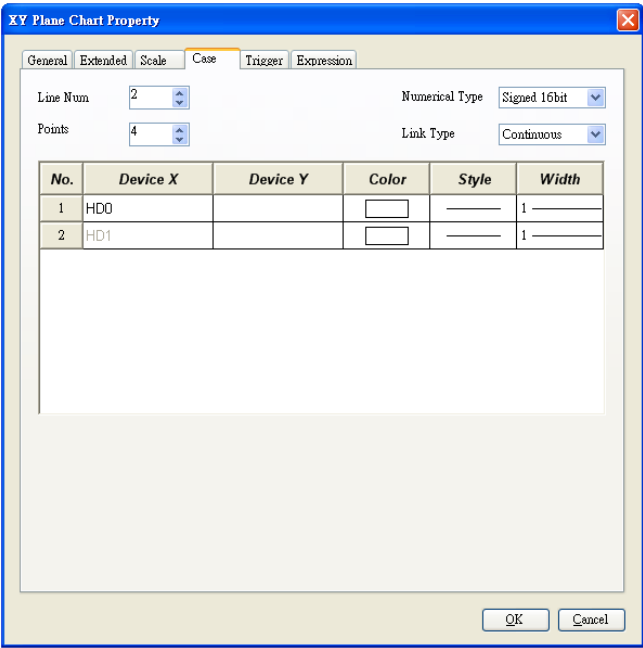 XY Plane Chart Property
General Extended Scale Case Trigger Expression
Line Num 2 Numerical Type Signed 16bit
Points 4 Link Type Continuous
No. Device X Device Y Color Style Width
1 HD0 1
2 HD1 1
OK Cancel